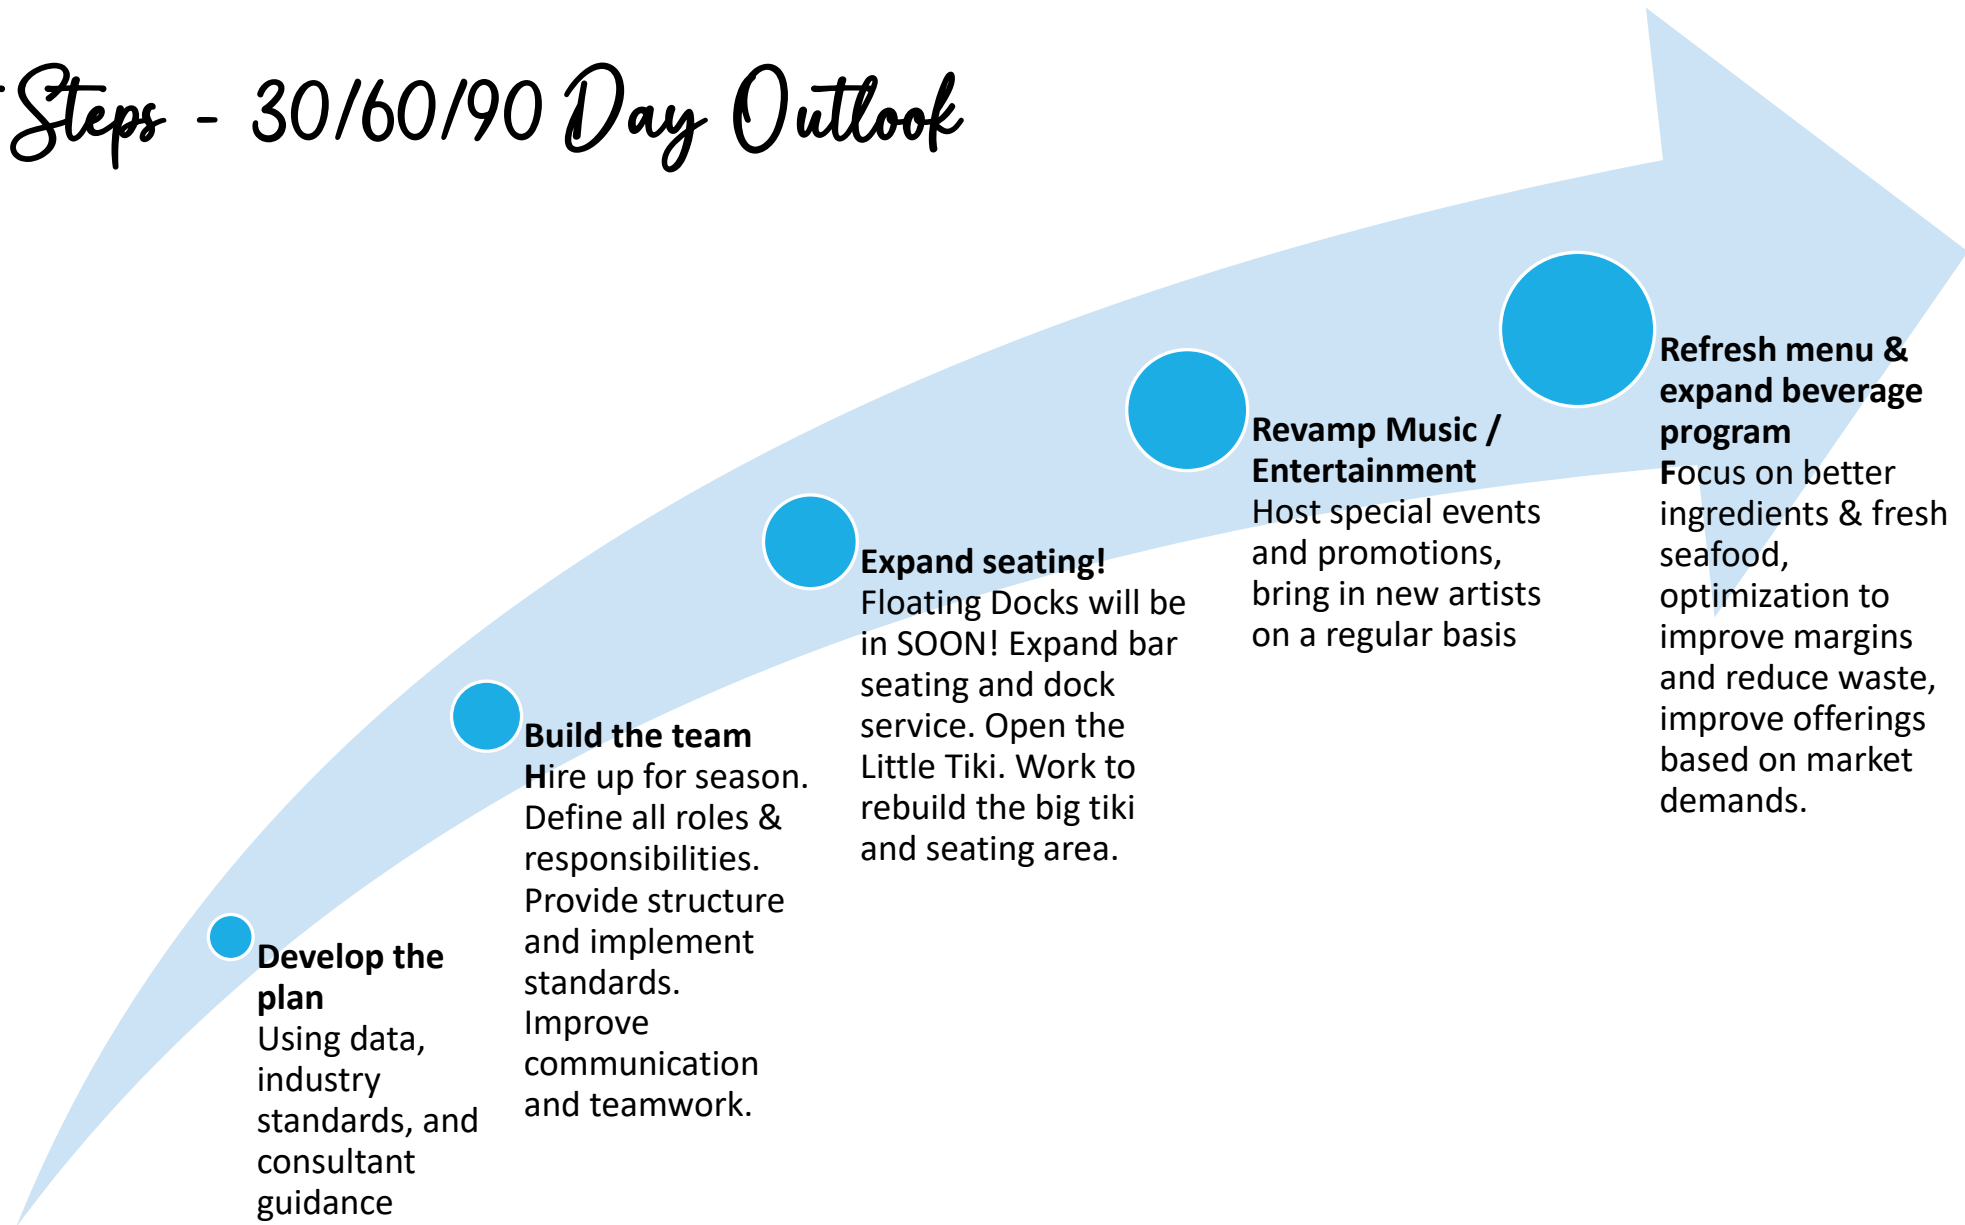 Steps - 30/60/90 Day Outlook
Develop the
plan
Using data,
industry
standards, and
consultant
guidance
Build the team
Hire up for season.
Define all roles &
responsibilities.
Provide structure
and implement
standards.
Improve
communication
and teamwork.
Expand seating!
Floating Docks will be
in SOON! Expand bar
seating and dock
service. Open the
Little Tiki. Work to
rebuild the big tiki
and seating area.
Revamp Music /
Entertainment
Host special events
and promotions,
bring in new artists
on a regular basis
Refresh menu &
expand beverage
program
Focus on better
ingredients & fresh
seafood,
optimization to
improve margins
and reduce waste,
improve offerings
based on market
demands.